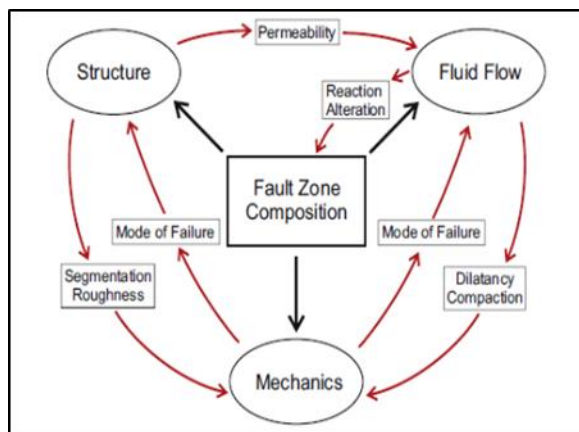 Permeability
Structure
Fluid Flow
Reaction
Alteration
Fault Zone
Composition
Mode of Failure
Mode of Failure
Segmentation
Roughness
Dilatancy
Compaction
Mechanics